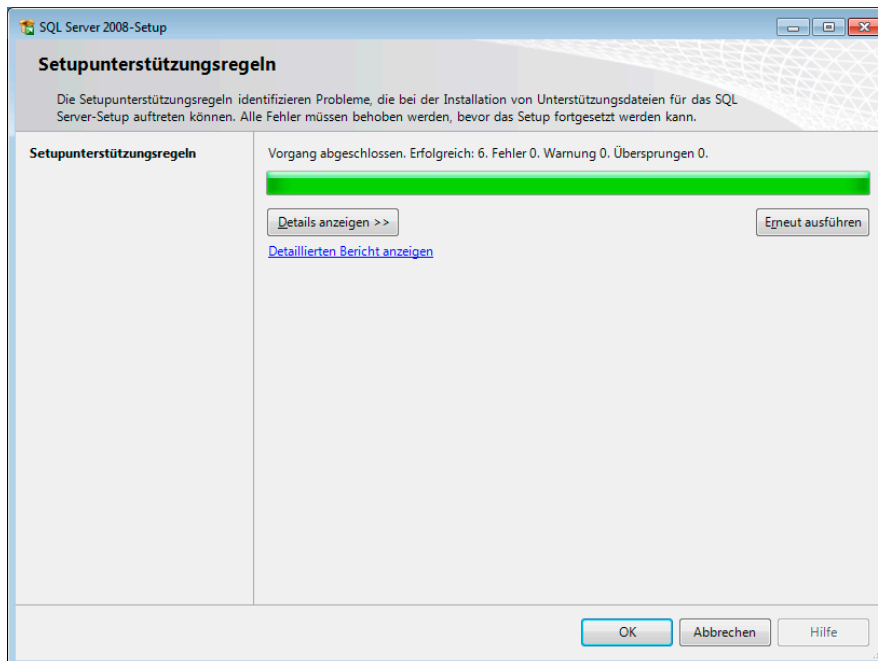 SQL Server 2008-Setup
Setupunterstützungsregeln
Die Setupunterstützungsregeln identifizieren Probleme, die bei der Installation von Unterstützungsdateien für das SQL
Server-Setup auftreten können. Alle Fehler müssen behoben werden, bevor das Setup fortgesetzt werden kann.
Setupunterstützungsregeln
Vorgang abgeschlossen. Erfolgreich: 6. Fehler 0. Warnung 0. Übersprungen 0.
Details anzeigen >>
Erneut ausführen
Detaillierten Bericht anzeigen
OK
Abbrechen
Hilfe